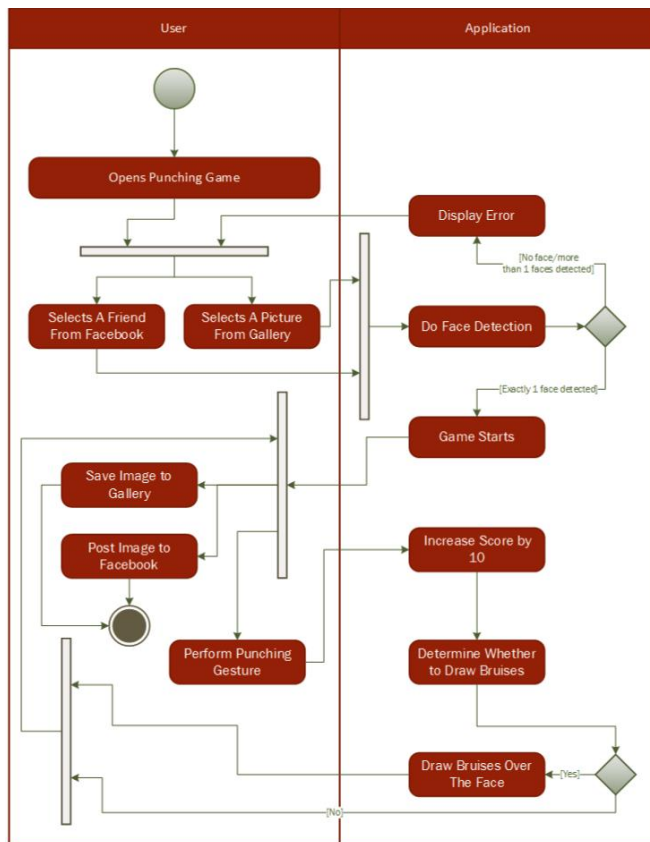 User
Application
Opens Punching Game
Display Error
[No face/more
than 1 faces detected]
Selects A Friend
From Facebook
Selects A Picture
From Gallery
Do Face Detection
[Exactly 1 face detected]
Game Starts
Save Image to
Gallery
Post Image to
Facebook
Increase Score by
10
Perform Punching
Gesture
Determine Whether
to Draw Bruises
Draw Bruises Over
The Face
[Yes]
[No]